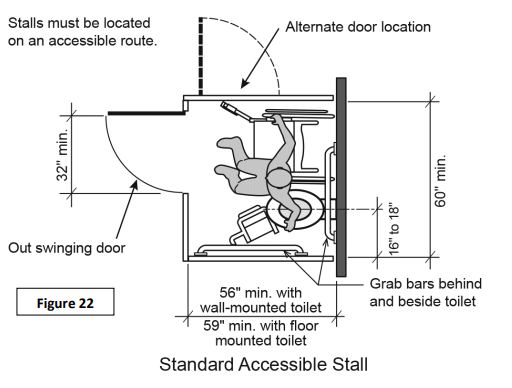 Stalls must be located
on an accessible route.
Alternate door location
32" min.
60" min.
16" to 18"
Out swinging door
Grab bars behind
and beside toilet
Figure 22
56" min. with
wall-mounted toilet
59" min. with floor
mounted toilet
Standard Accessible Stall